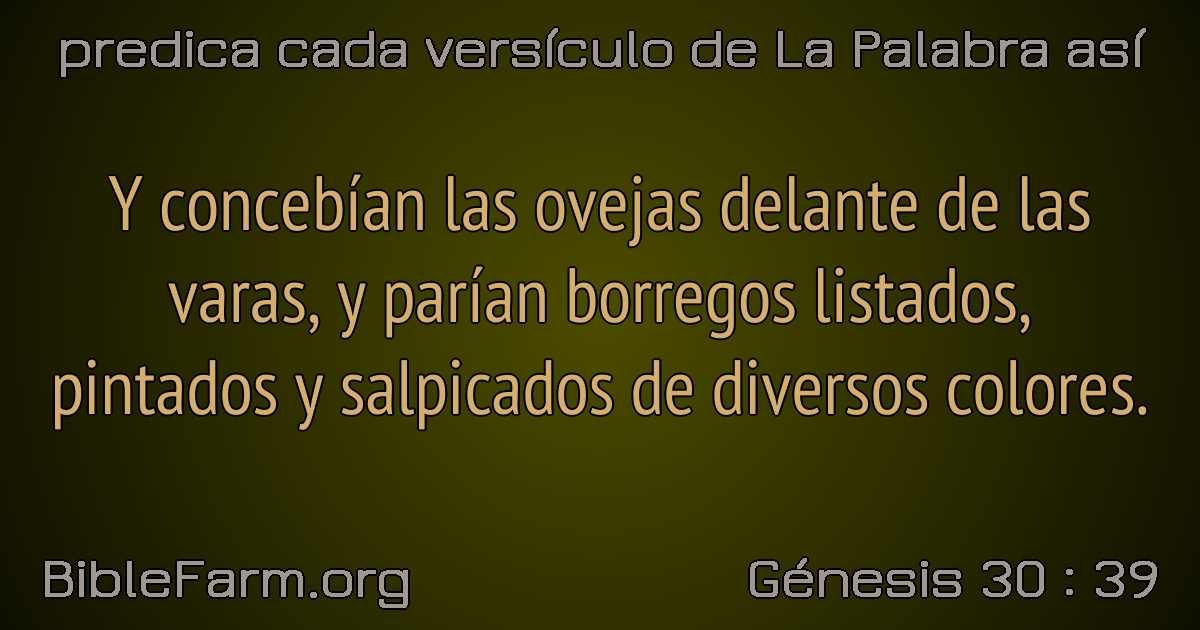 predica cada versículo de La Palabra así
Y concebían las ovejas delante de las
varas, y parían borregos listados,
pintados y salpicados de diversos colores.
BibleFarm.org
Génesis 30 : 39